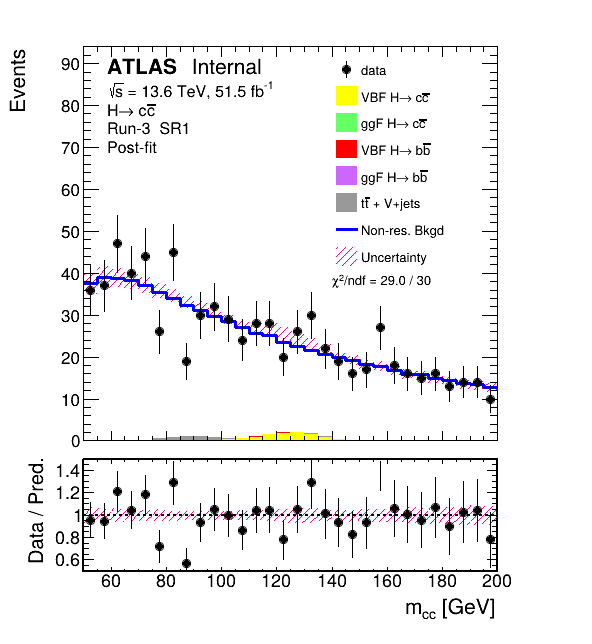 Events
ATLAS Internal
√s = 13.6 TeV, 51.5 fb⁻¹
H→ cc̅
Run-3 SR1
Post-fit
data
VBF H→ cc̅
ggF H→ cc̅
VBF H→ bb̅
ggF H→ bb̅
tt̅ + V+jets
Non-res. Bkgd
Uncertainty
χ²/ndf = 29.0 / 30
90
80
70
60
50
40
30
20
10
0
Data / Pred.
1.4
1.2
1
0.8
0.6
60 80 100 120 140 160 180 200
m_cc [GeV]